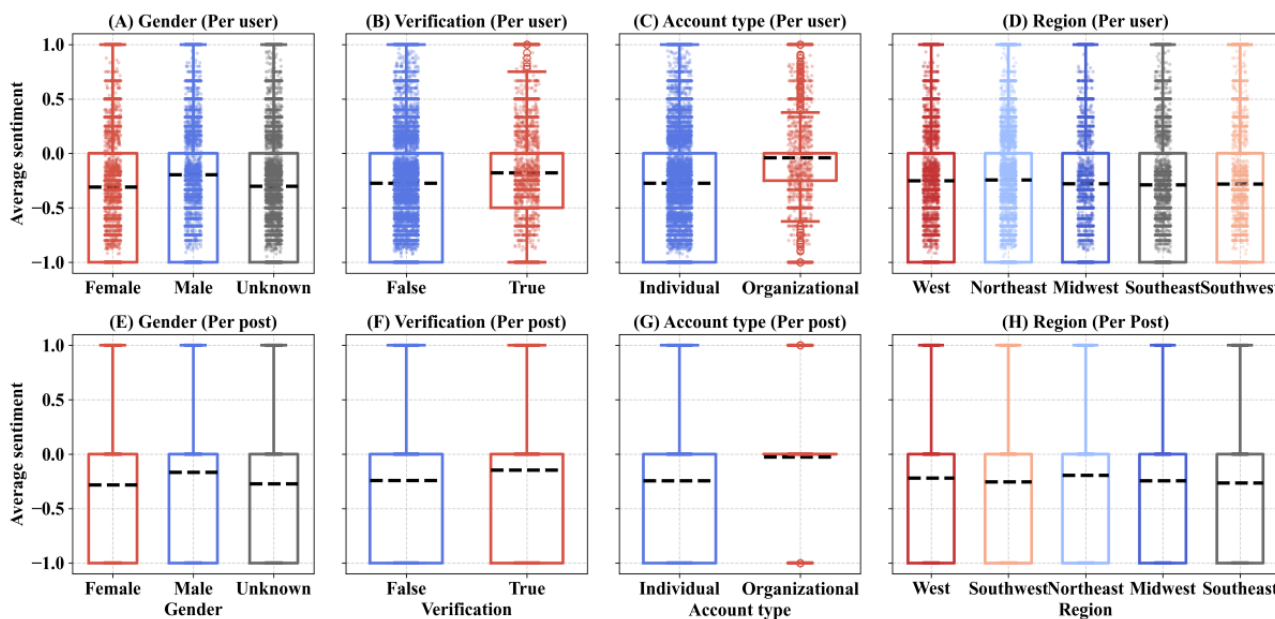 (A) Gender (Per user)
(B) Verification (Per user)
(C) Account type (Per user)
(D) Region (Per user)
Average sentiment
1.0
0.5
0.0
−0.5
−1.0
Female Male Unknown
False True
Individual Organizational
West Northeast Midwest Southeast Southwest
(E) Gender (Per post)
(F) Verification (Per post)
(G) Account type (Per post)
(H) Region (Per Post)
Average sentiment
1.0
0.5
0.0
−0.5
−1.0
Female Male Unknown
False True
Individual Organizational
West Southwest Northeast Midwest Southeast
Gender
Verification
Account type
Region